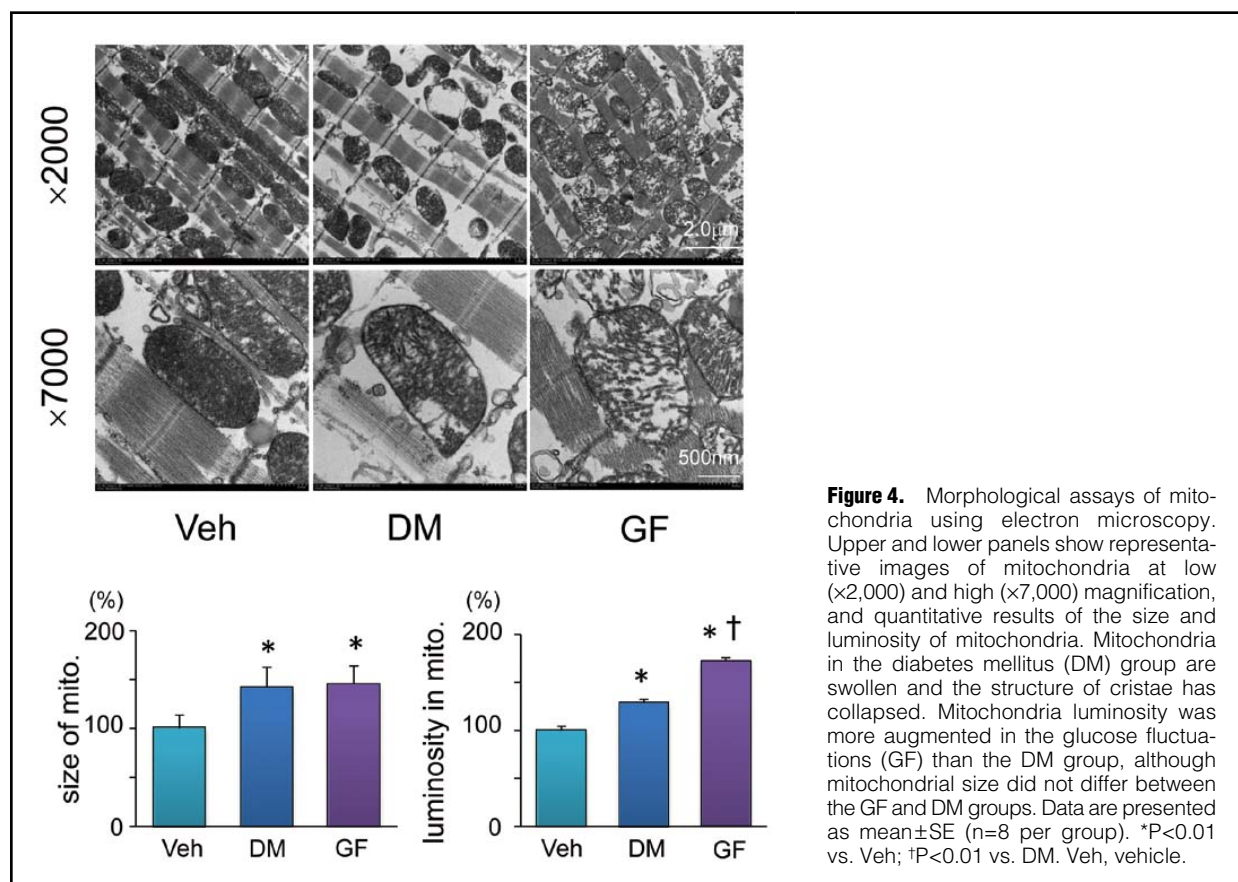 ×2000
2.0μm
×7000
500nm
Veh DM GF
(%)
200
100
0
size of mito.
* *
Veh DM GF
(%)
200
100
0
luminosity in mito.
* * †
Veh DM GF
Figure 4. Morphological assays of mito-
chondria using electron microscopy.
Upper and lower panels show representa-
tive images of mitochondria at low
(×2,000) and high (×7,000) magnification,
and quantitative results of the size and
luminosity of mitochondria. Mitochondria
in the diabetes mellitus (DM) group are
swollen and the structure of cristae has
collapsed. Mitochondria luminosity was
more augmented in the glucose fluctua-
tions (GF) than the DM group, although
mitochondrial size did not differ between
the GF and DM groups. Data are presented
as mean±SE (n=8 per group). *P<0.01
vs. Veh; †P<0.01 vs. DM. Veh, vehicle.